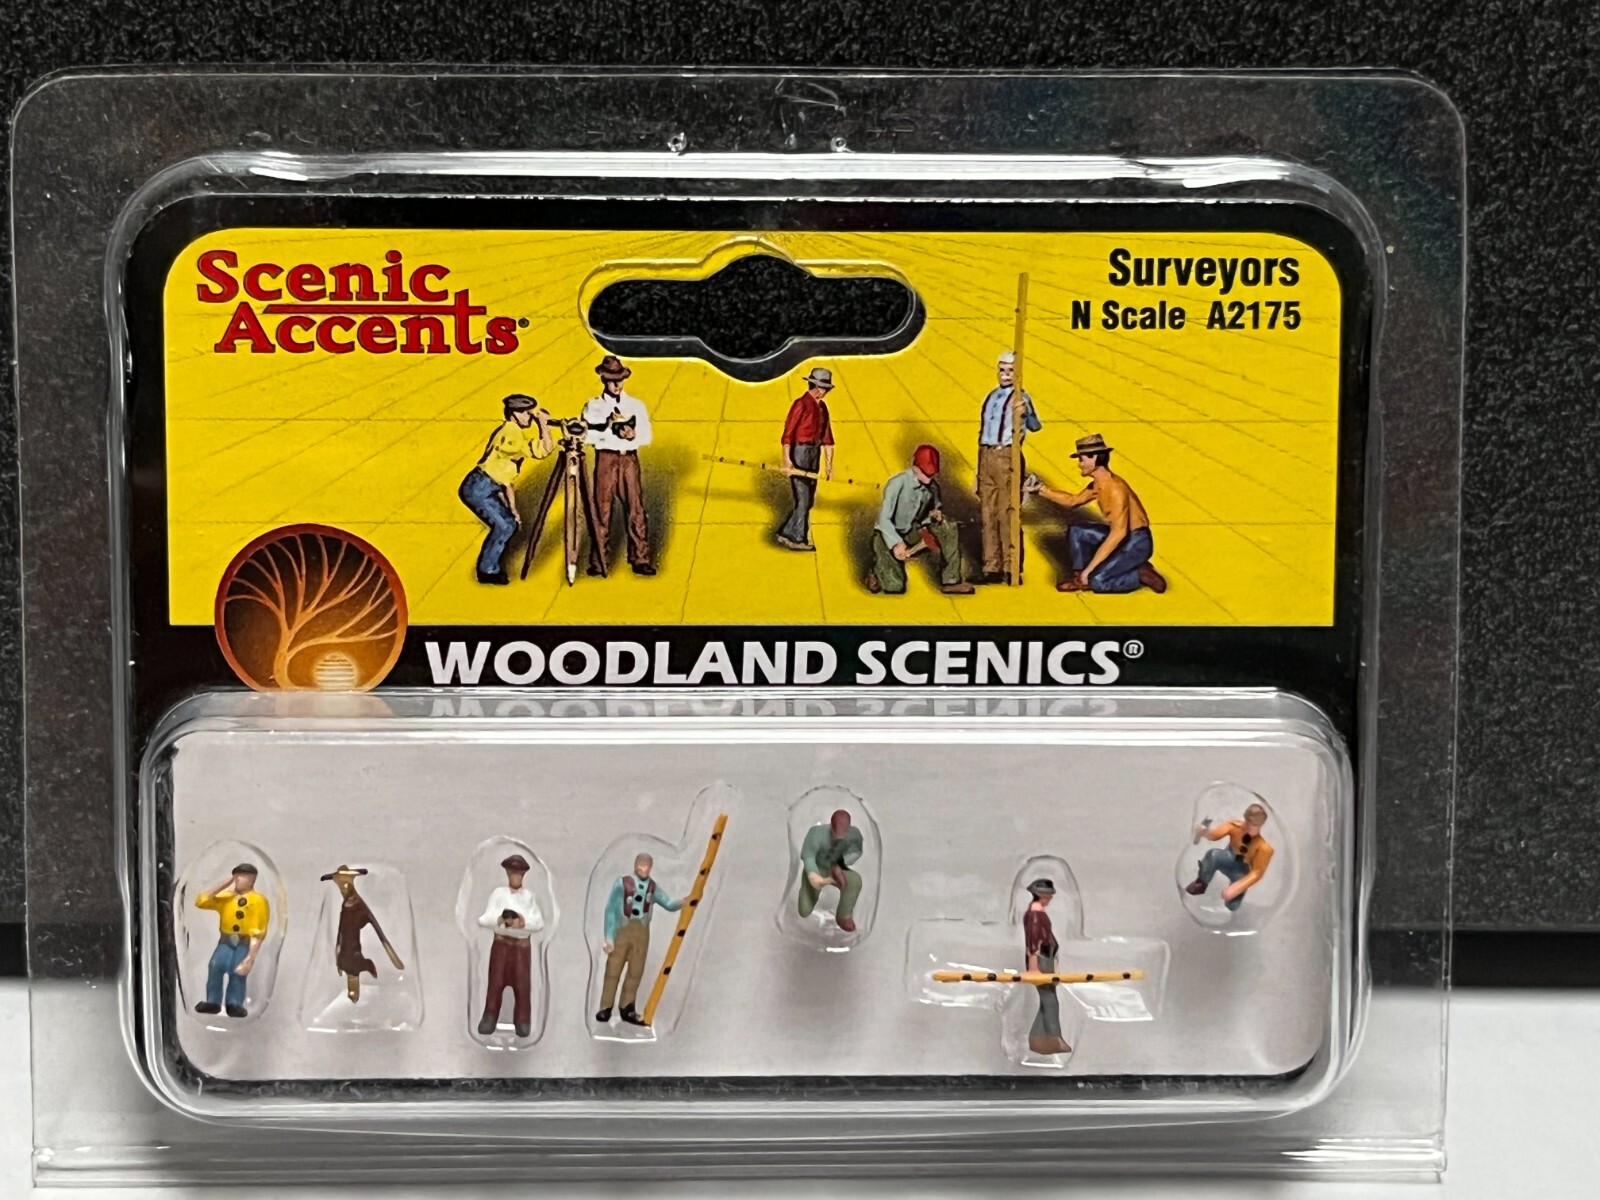 Scenic
Accents®
Surveyors
N Scale A2175
WOODLAND SCENICS®